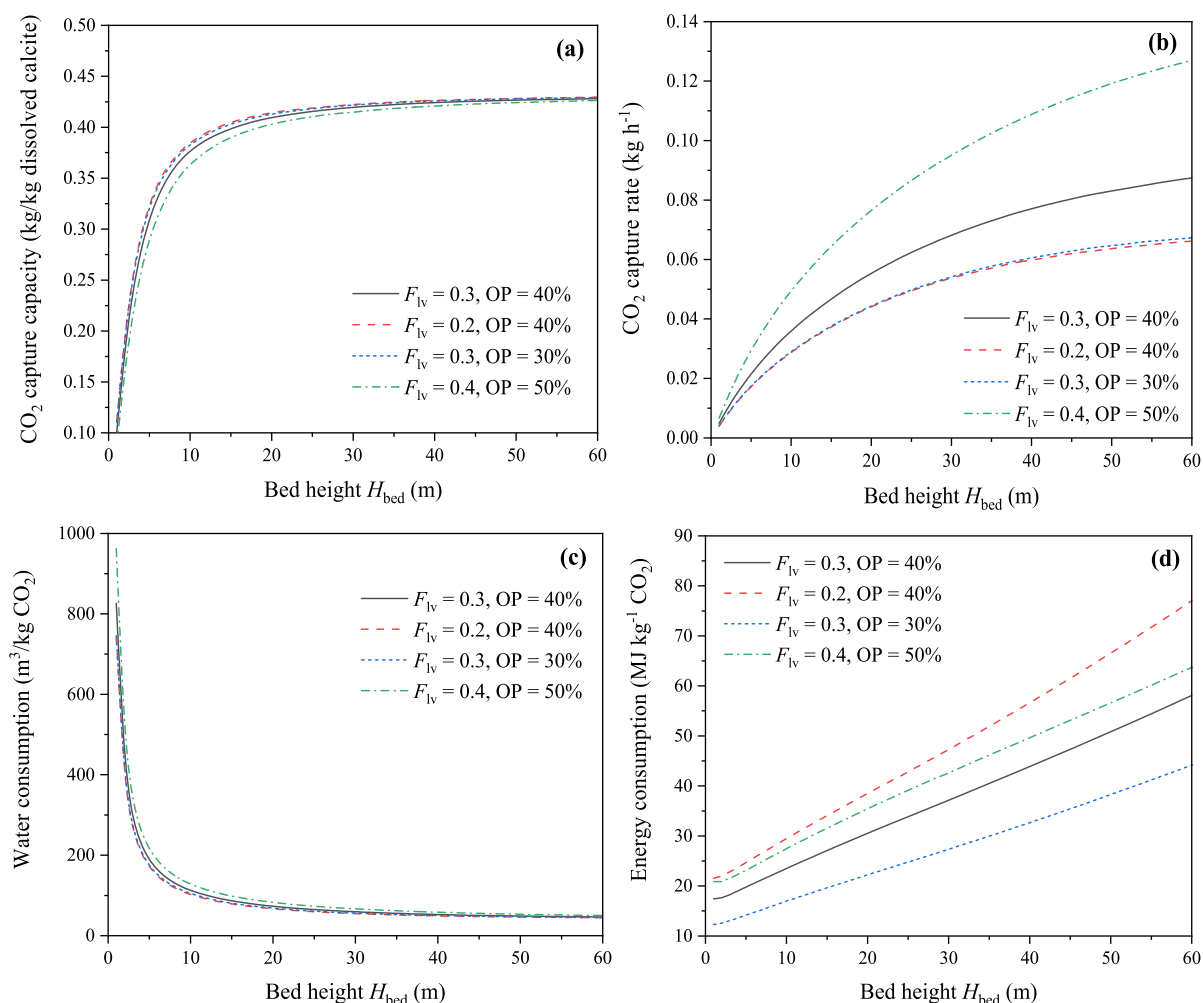 (a)
CO₂ capture capacity (kg/kg dissolved calcite)
0.50
0.45
0.40
0.35
0.30
0.25
0.20
0.15
0.10
F_lv = 0.3, OP = 40%
F_lv = 0.2, OP = 40%
F_lv = 0.3, OP = 30%
F_lv = 0.4, OP = 50%
0 10 20 30 40 50 60
Bed height H_bed (m)
(b)
CO₂ capture rate (kg h⁻¹)
0.14
0.12
0.10
0.08
0.06
0.04
0.02
0.00
F_lv = 0.3, OP = 40%
F_lv = 0.2, OP = 40%
F_lv = 0.3, OP = 30%
F_lv = 0.4, OP = 50%
0 10 20 30 40 50 60
Bed height H_bed (m)
(c)
Water consumption (m³/kg CO₂)
1000
800
600
400
200
0
F_lv = 0.3, OP = 40%
F_lv = 0.2, OP = 40%
F_lv = 0.3, OP = 30%
F_lv = 0.4, OP = 50%
0 10 20 30 40 50 60
Bed height H_bed (m)
(d)
Energy consumption (MJ kg⁻¹ CO₂)
90
80
70
60
50
40
30
20
10
F_lv = 0.3, OP = 40%
F_lv = 0.2, OP = 40%
F_lv = 0.3, OP = 30%
F_lv = 0.4, OP = 50%
0 10 20 30 40 50 60
Bed height H_bed (m)